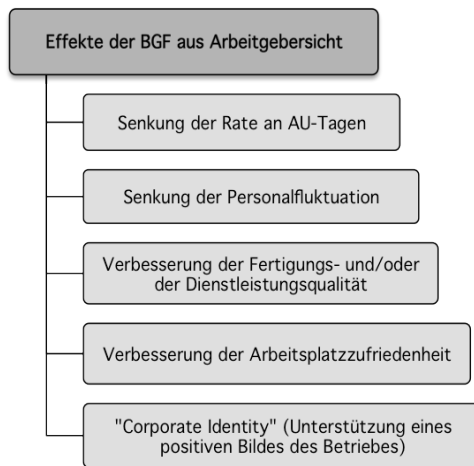 Effekte der BGF aus Arbeitgebersicht
Senkung der Rate an AU-Tagen
Senkung der Personalfluktuation
Verbesserung der Fertigungs- und/oder
der Dienstleistungsqualität
Verbesserung der Arbeitsplatzzufriedenheit
"Corporate Identity" (Unterstützung eines
positiven Bildes des Betriebes)